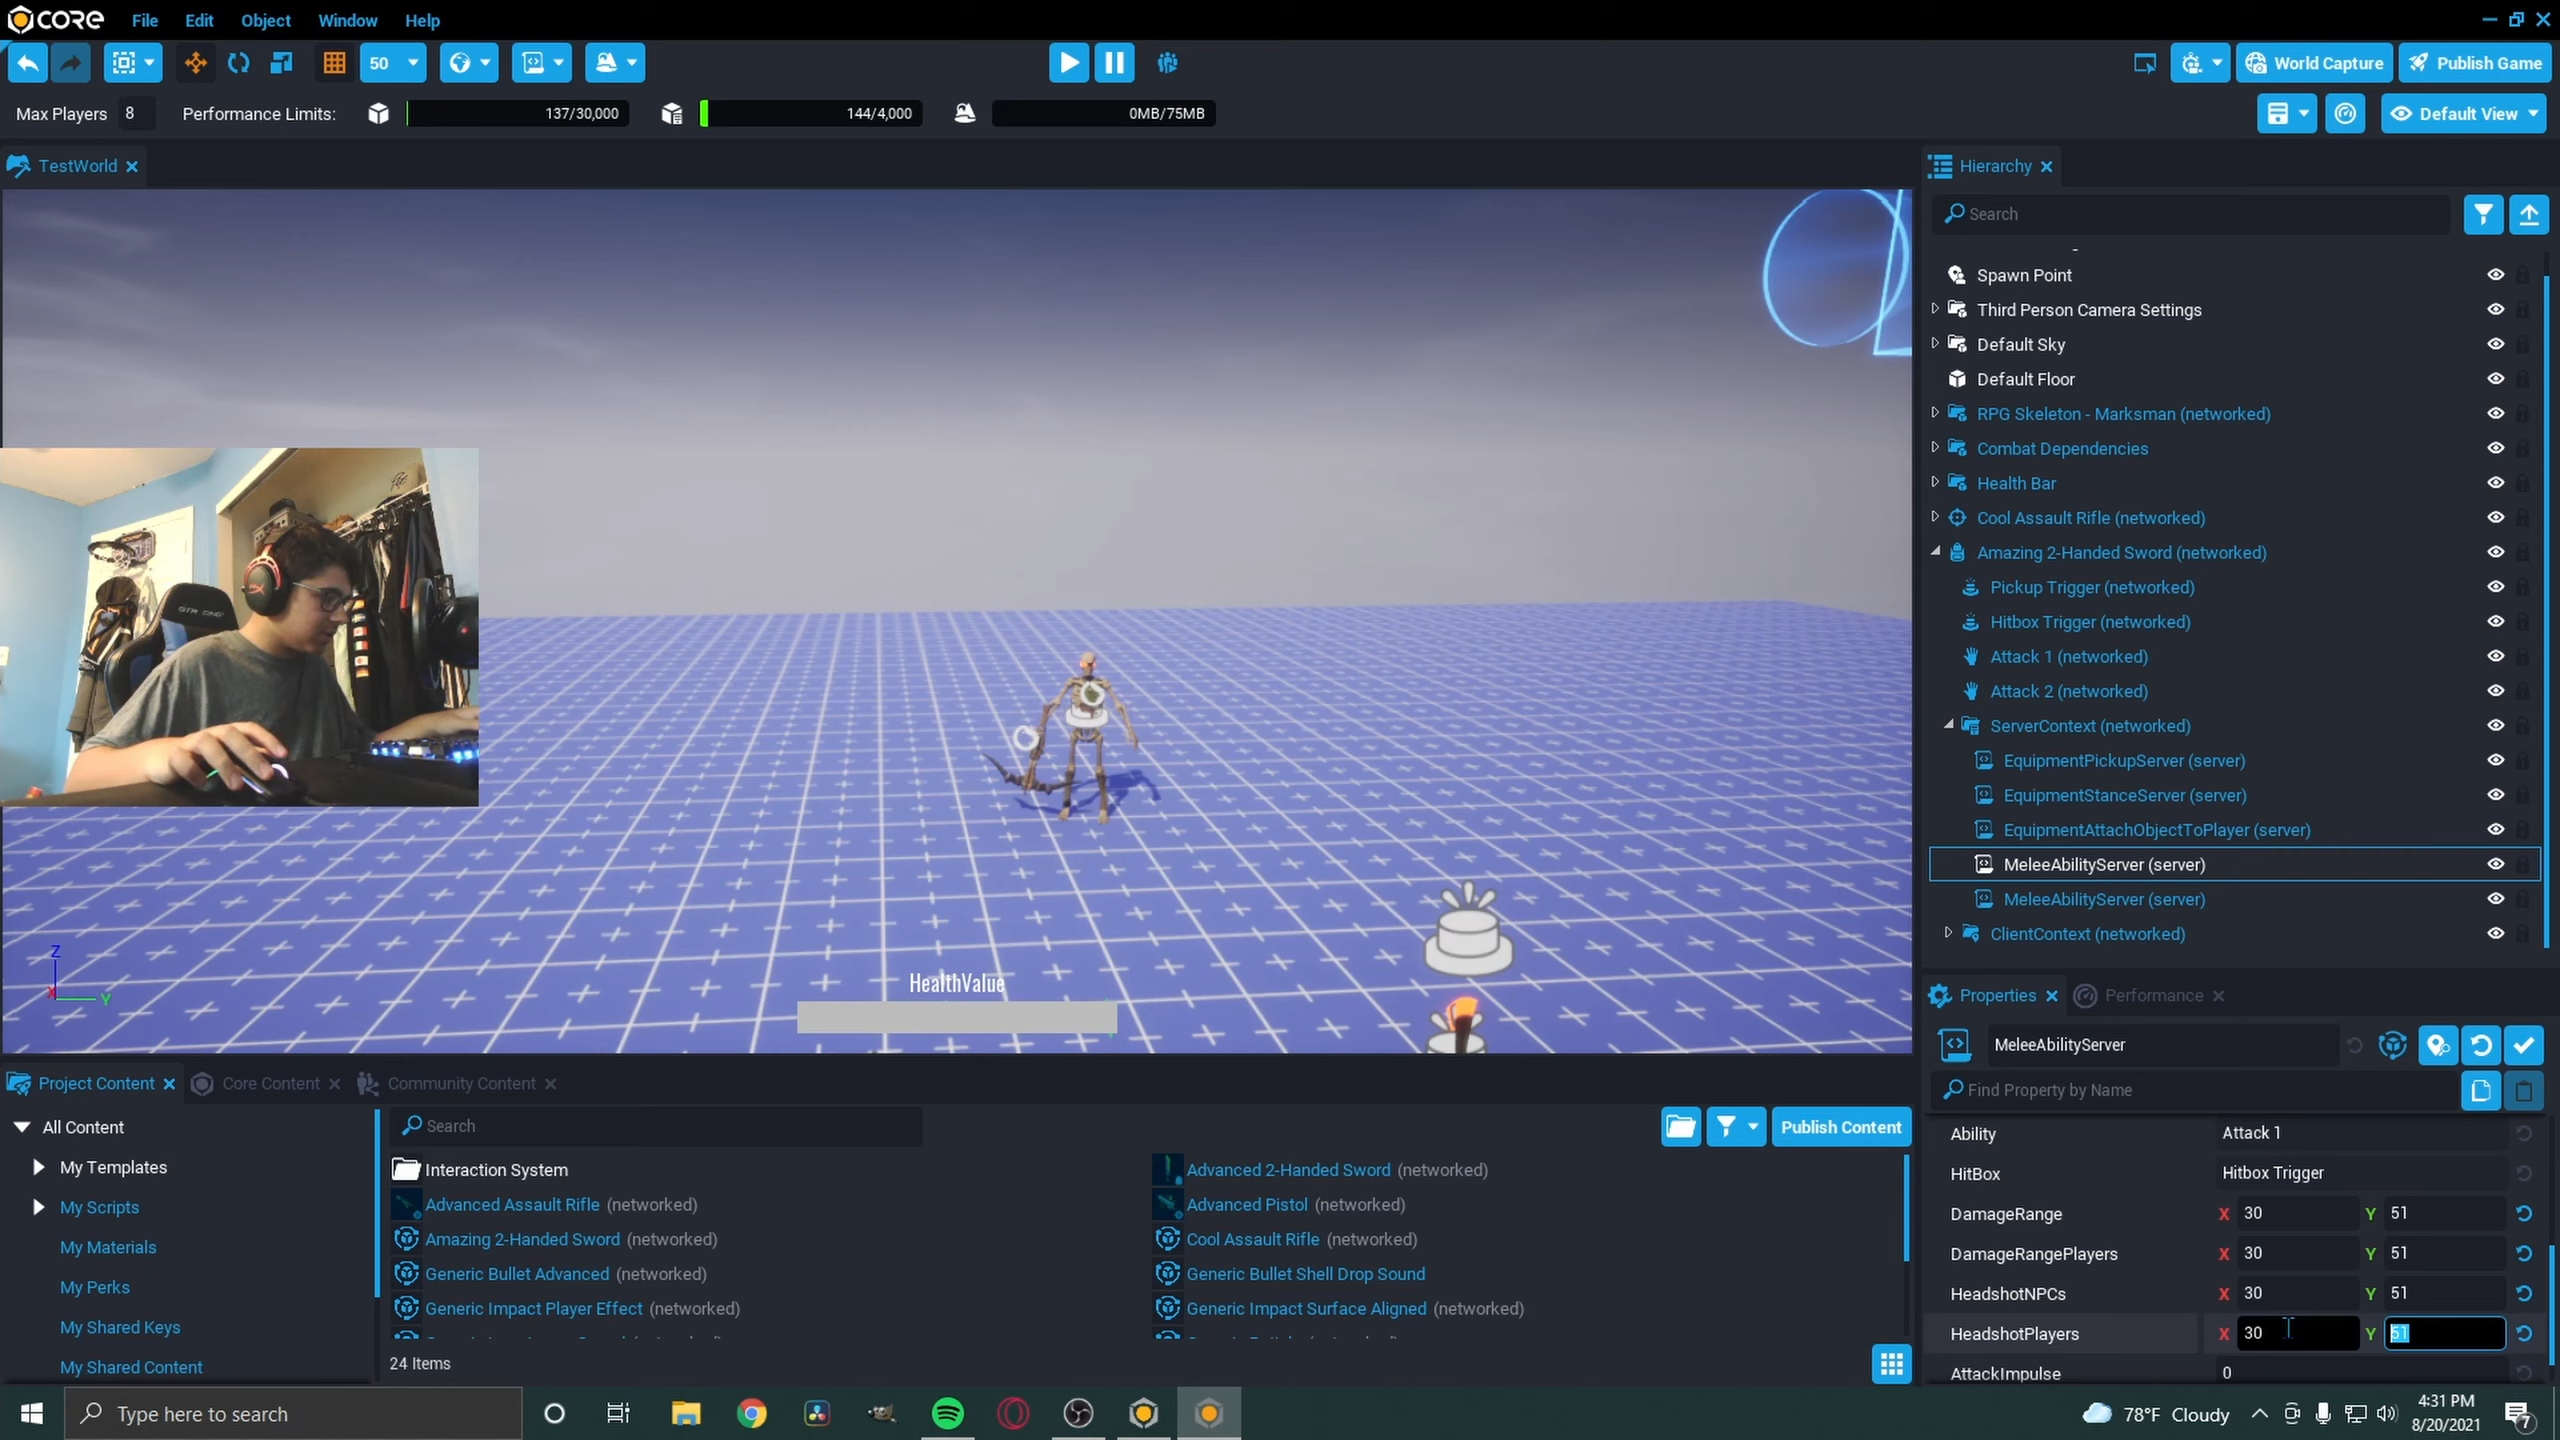 CORE File Edit Object Window Help
50 World Capture Publish Game
Max Players 8 Performance Limits: 137/30,000 144/4,000 0MB/75MB Default View
TestWorld
HealthValue
Z
X Y
Hierarchy
Search
Spawn Point
Third Person Camera Settings
Default Sky
Default Floor
RPG Skeleton - Marksman (networked)
Combat Dependencies
Health Bar
Cool Assault Rifle (networked)
Amazing 2-Handed Sword (networked)
Pickup Trigger (networked)
Hitbox Trigger (networked)
Attack 1 (networked)
Attack 2 (networked)
ServerContext (networked)
EquipmentPickupServer (server)
EquipmentStanceServer (server)
EquipmentAttachObjectToPlayer (server)
MeleeAbilityServer (server)
MeleeAbilityServer (server)
ClientContext (networked)
Properties Performance
MeleeAbilityServer
Find Property by Name
Ability Attack 1
HitBox Hitbox Trigger
DamageRange X 30 Y 51
DamageRangePlayers X 30 Y 51
HeadshotNPCs X 30 Y 51
HeadshotPlayers X 30 Y 51
AttackImpulse 0
Project Content Core Content Community Content
All Content
My Templates
My Scripts
My Materials
My Perks
My Shared Keys
My Shared Content
Search Publish Content
Interaction System Advanced 2-Handed Sword (networked)
Advanced Assault Rifle (networked) Advanced Pistol (networked)
Amazing 2-Handed Sword (networked) Cool Assault Rifle (networked)
Generic Bullet Advanced (networked) Generic Bullet Shell Drop Sound
Generic Impact Player Effect (networked) Generic Impact Surface Aligned (networked)
24 Items
Type here to search
78°F Cloudy 4:31 PM
8/20/2021 7